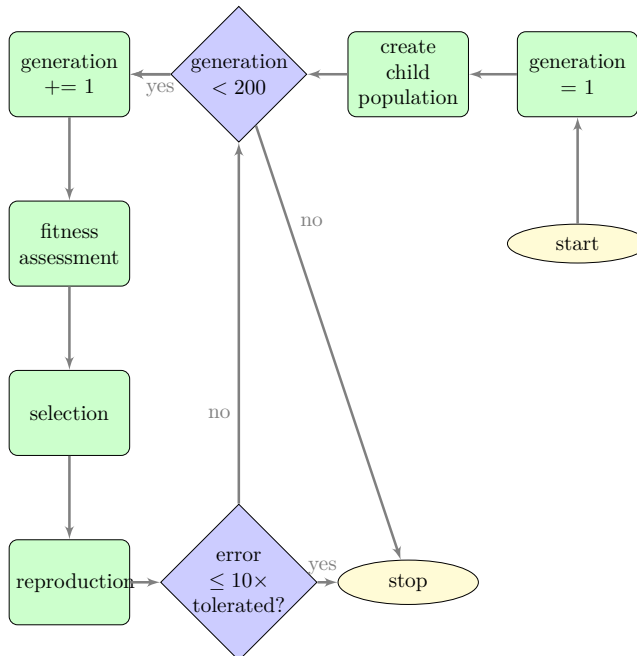 generation
+= 1
yes
generation
< 200
create
child
population
generation
= 1
no
start
fitness
assessment
selection
no
reproduction
error
≤ 10×
tolerated?
yes
stop